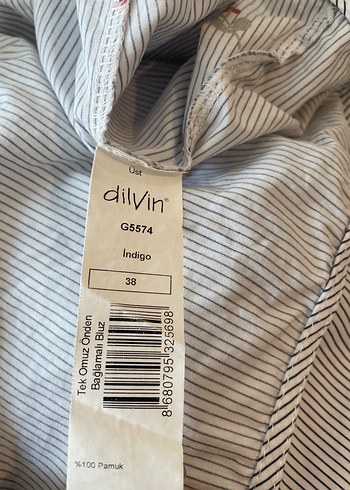 Üst
dilvin®
G5574
İndigo
38
Tek Omuz Önden
Bağlamalı Bluz
8 680795 325698
%100 Pamuk